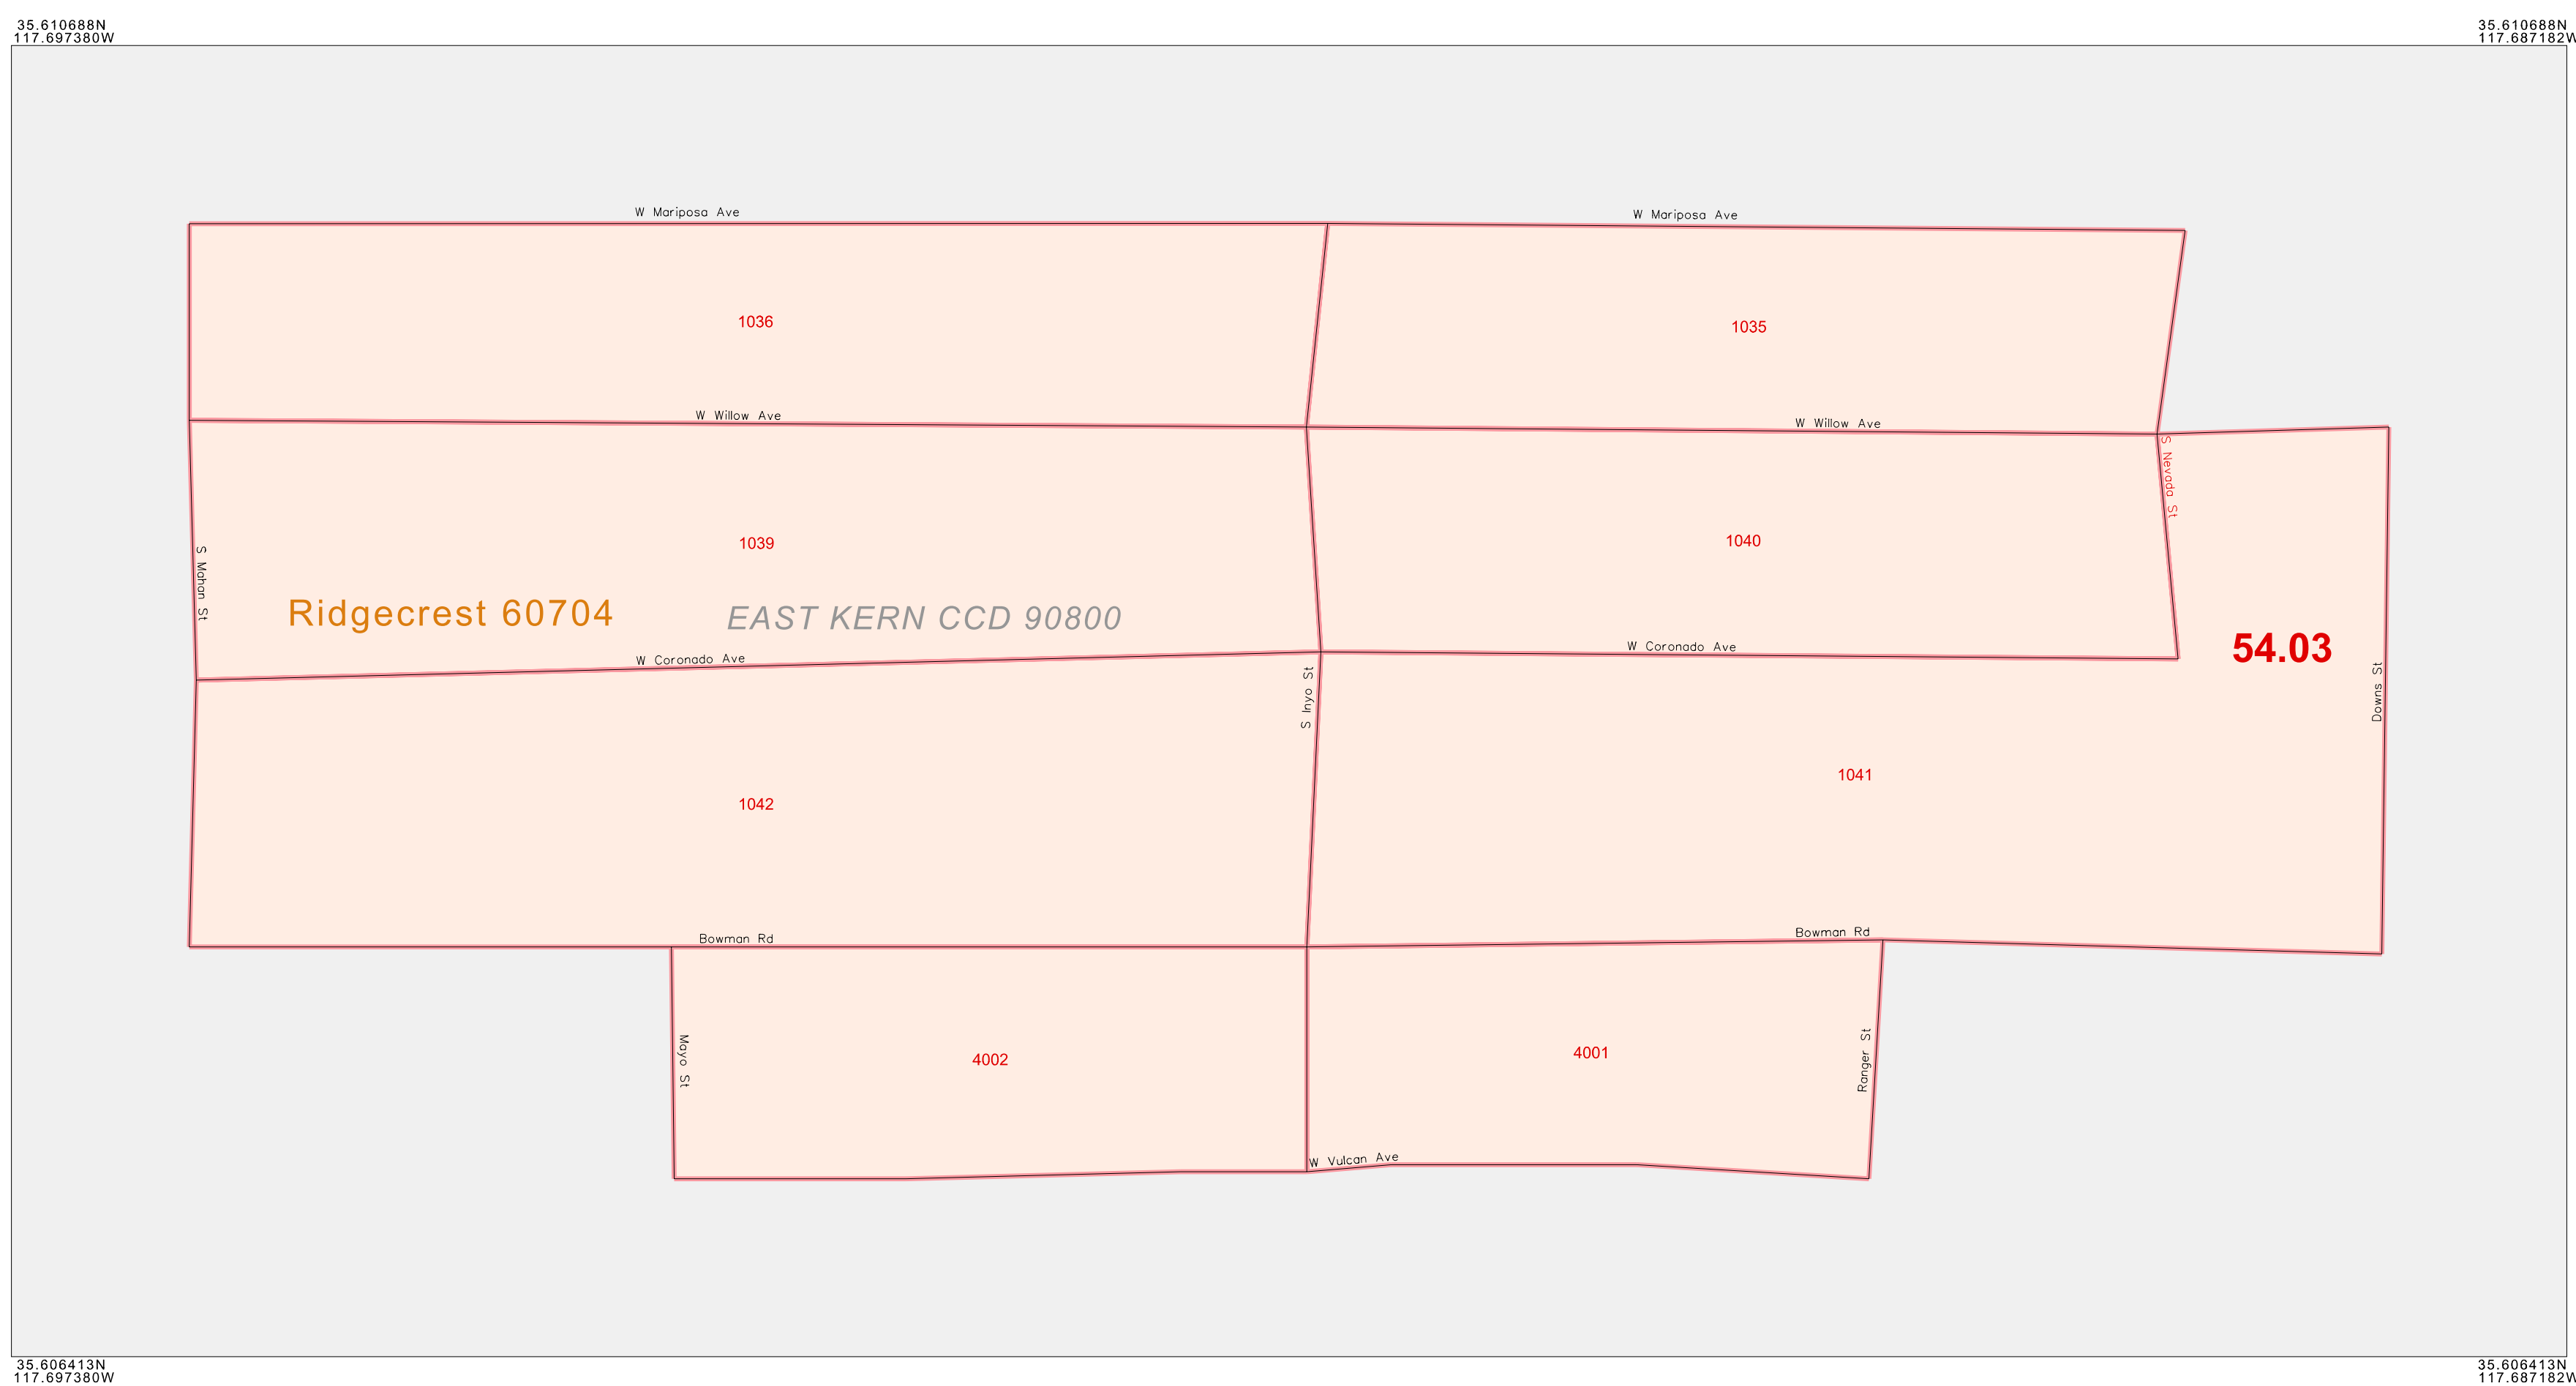 35.610688N
117.697380W
35.610688N
117.687182W
W Mariposa Ave
W Mariposa Ave
1036
1035
W Willow Ave
W Willow Ave
S Nevada St
1039
1040
S Mahan St
Ridgecrest 60704
EAST KERN CCD 90800
W Coronado Ave
W Coronado Ave
54.03
S Inyo St
Downs St
1042
1041
Bowman Rd
Bowman Rd
Mayo St
4002
4001
Ranger St
W Vulcan Ave
35.606413N
117.697380W
35.606413N
117.687182W